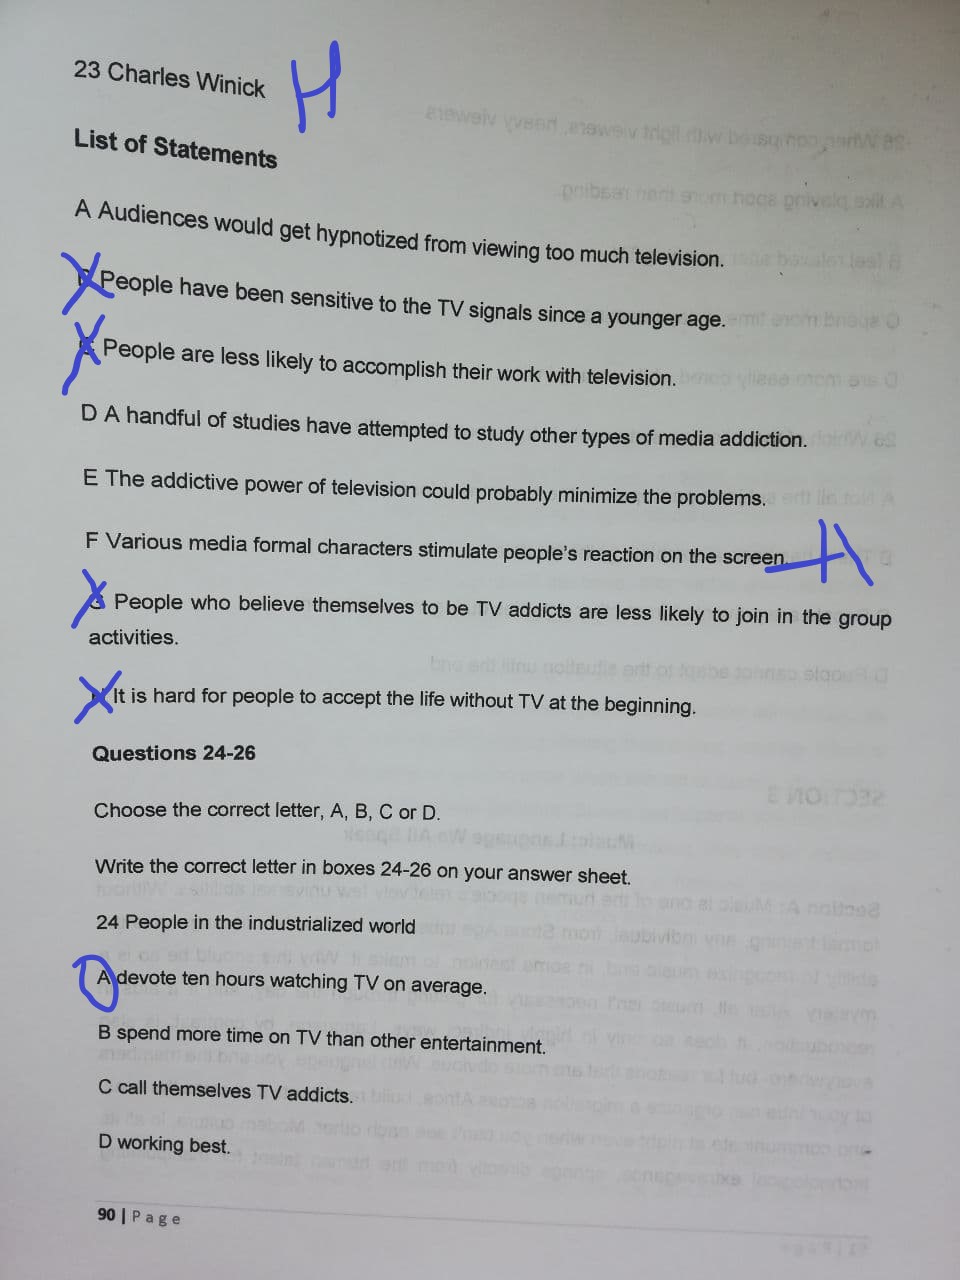 23 Charles Winick H
List of Statements
A Audiences would get hypnotized from viewing too much television.
People have been sensitive to the TV signals since a younger age.
People are less likely to accomplish their work with television.
D A handful of studies have attempted to study other types of media addiction.
E The addictive power of television could probably minimize the problems.
F Various media formal characters stimulate people's reaction on the screen.
People who believe themselves to be TV addicts are less likely to join in the group
activities.
It is hard for people to accept the life without TV at the beginning.
Questions 24-26
Choose the correct letter, A, B, C or D.
Write the correct letter in boxes 24-26 on your answer sheet.
24 People in the industrialized world
A devote ten hours watching TV on average.
B spend more time on TV than other entertainment.
C call themselves TV addicts.
D working best.
90 | Page